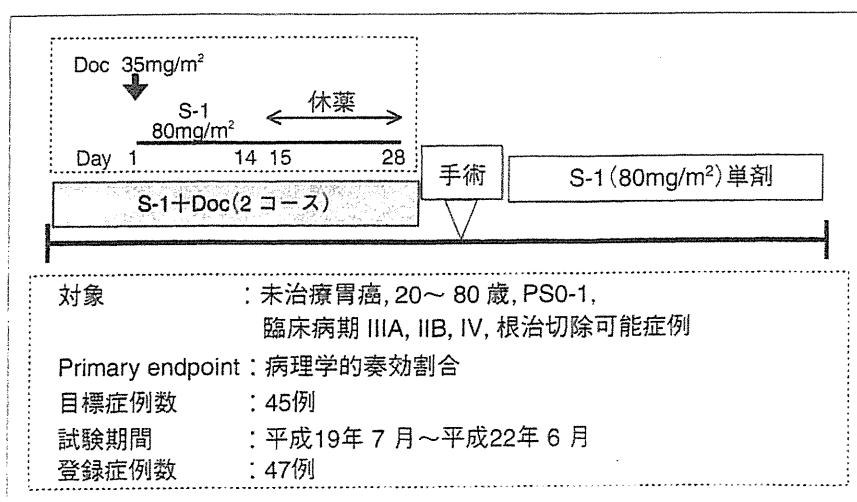 Doc 35mg/m²
S-1
80mg/m²
休薬
Day 1 14 15 28
S-1+Doc(2 コース)
手術
S-1(80mg/m²)単剤
対象 :未治療胃癌, 20〜 80 歳, PS0-1,
臨床病期 IIIA, IIB, IV, 根治切除可能症例
Primary endpoint:病理学的奏効割合
目標症例数 :45例
試験期間 :平成19年 7 月〜平成22年 6 月
登録症例数 :47例